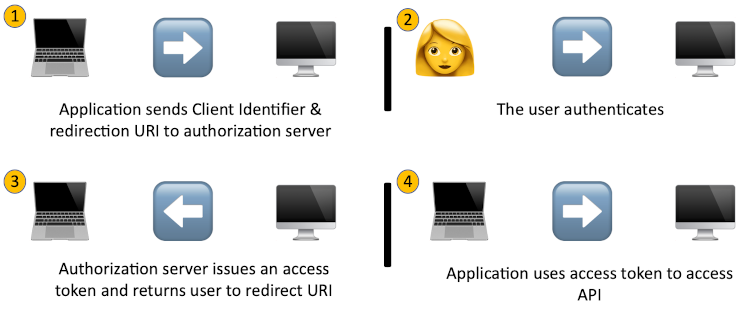 1
Application sends Client Identifier &
redirection URI to authorization server
2
The user authenticates
3
Authorization server issues an access
token and returns user to redirect URI
4
Application uses access token to access
API